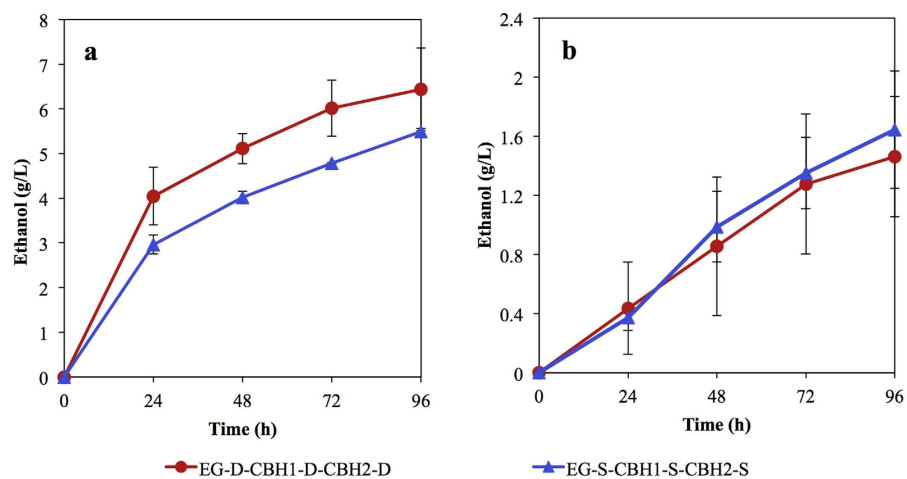 a
8
7
6
5
4
3
2
1
0
Ethanol (g/L)
0 24 48 72 96
Time (h)
b
2.4
2
1.6
1.2
0.8
0.4
0
Ethanol (g/L)
0 24 48 72 96
Time (h)
EG-D-CBH1-D-CBH2-D
EG-S-CBH1-S-CBH2-S